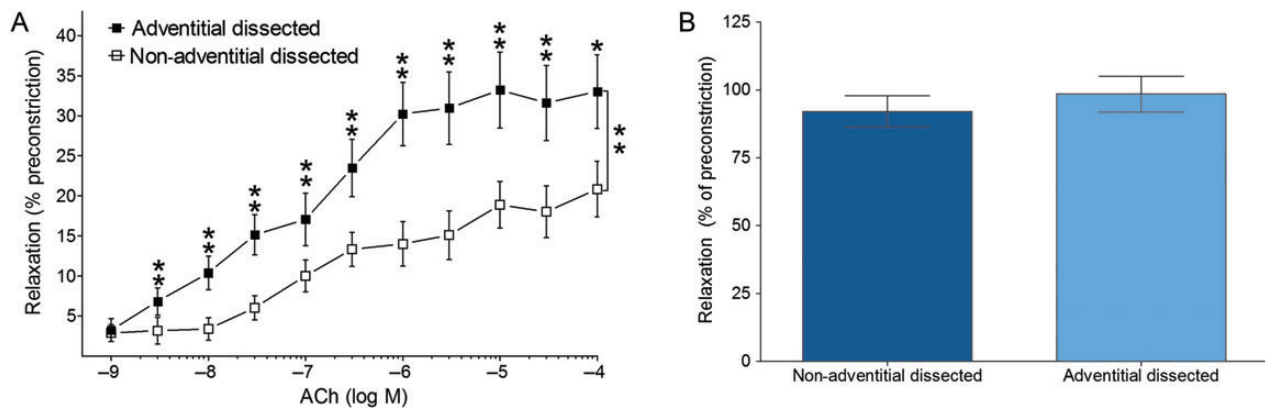 A
■ Adventitial dissected
□ Non-adventitial dissected
Relaxation (% preconstriction)
40
35
30
25
20
15
10
5
* * * * * * * * * * * * * * * * * * *
* *
–9 –8 –7 –6 –5 –4
ACh (log M)
B
Relaxation (% of preconstriction)
125
100
75
50
25
0
Non-adventitial dissected
Adventitial dissected